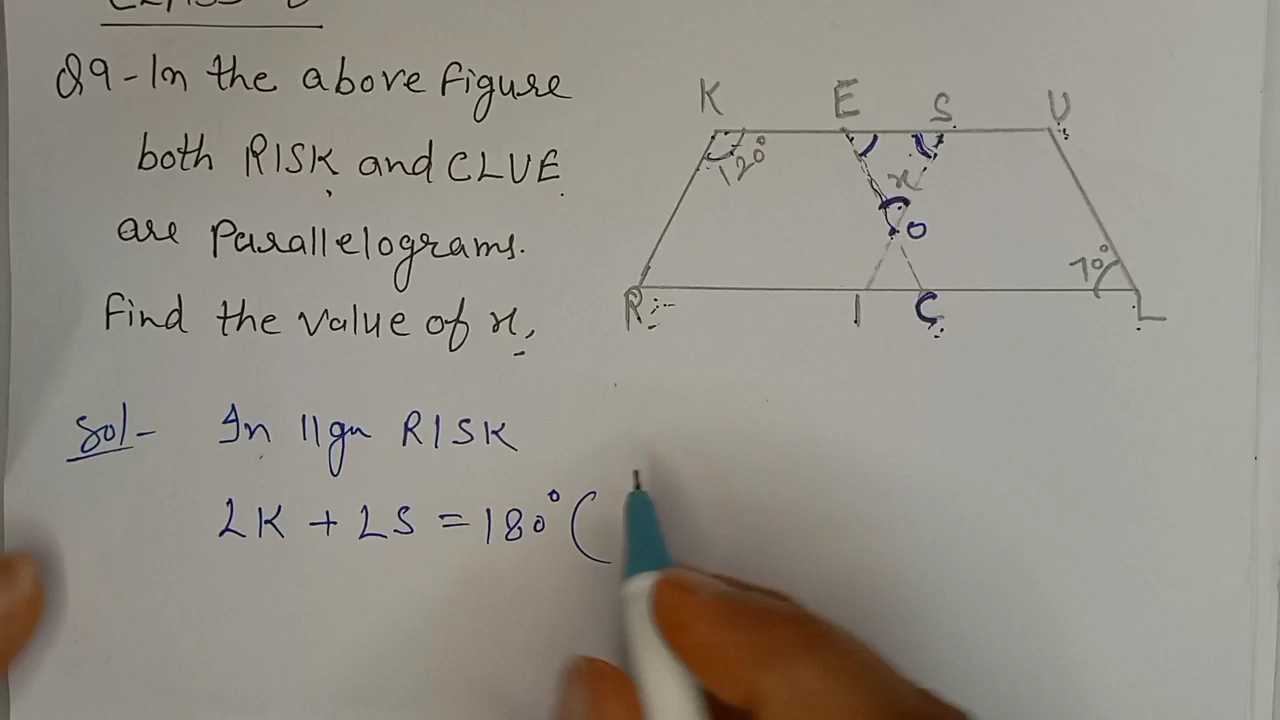 Q9-In the above figure
both RISK and CLUE
are Parallelograms.
Find the value of x.
Sol- In ||gm RISK
∠K + ∠S = 180° (
K E S U
120°
x
O
70°
R I C L